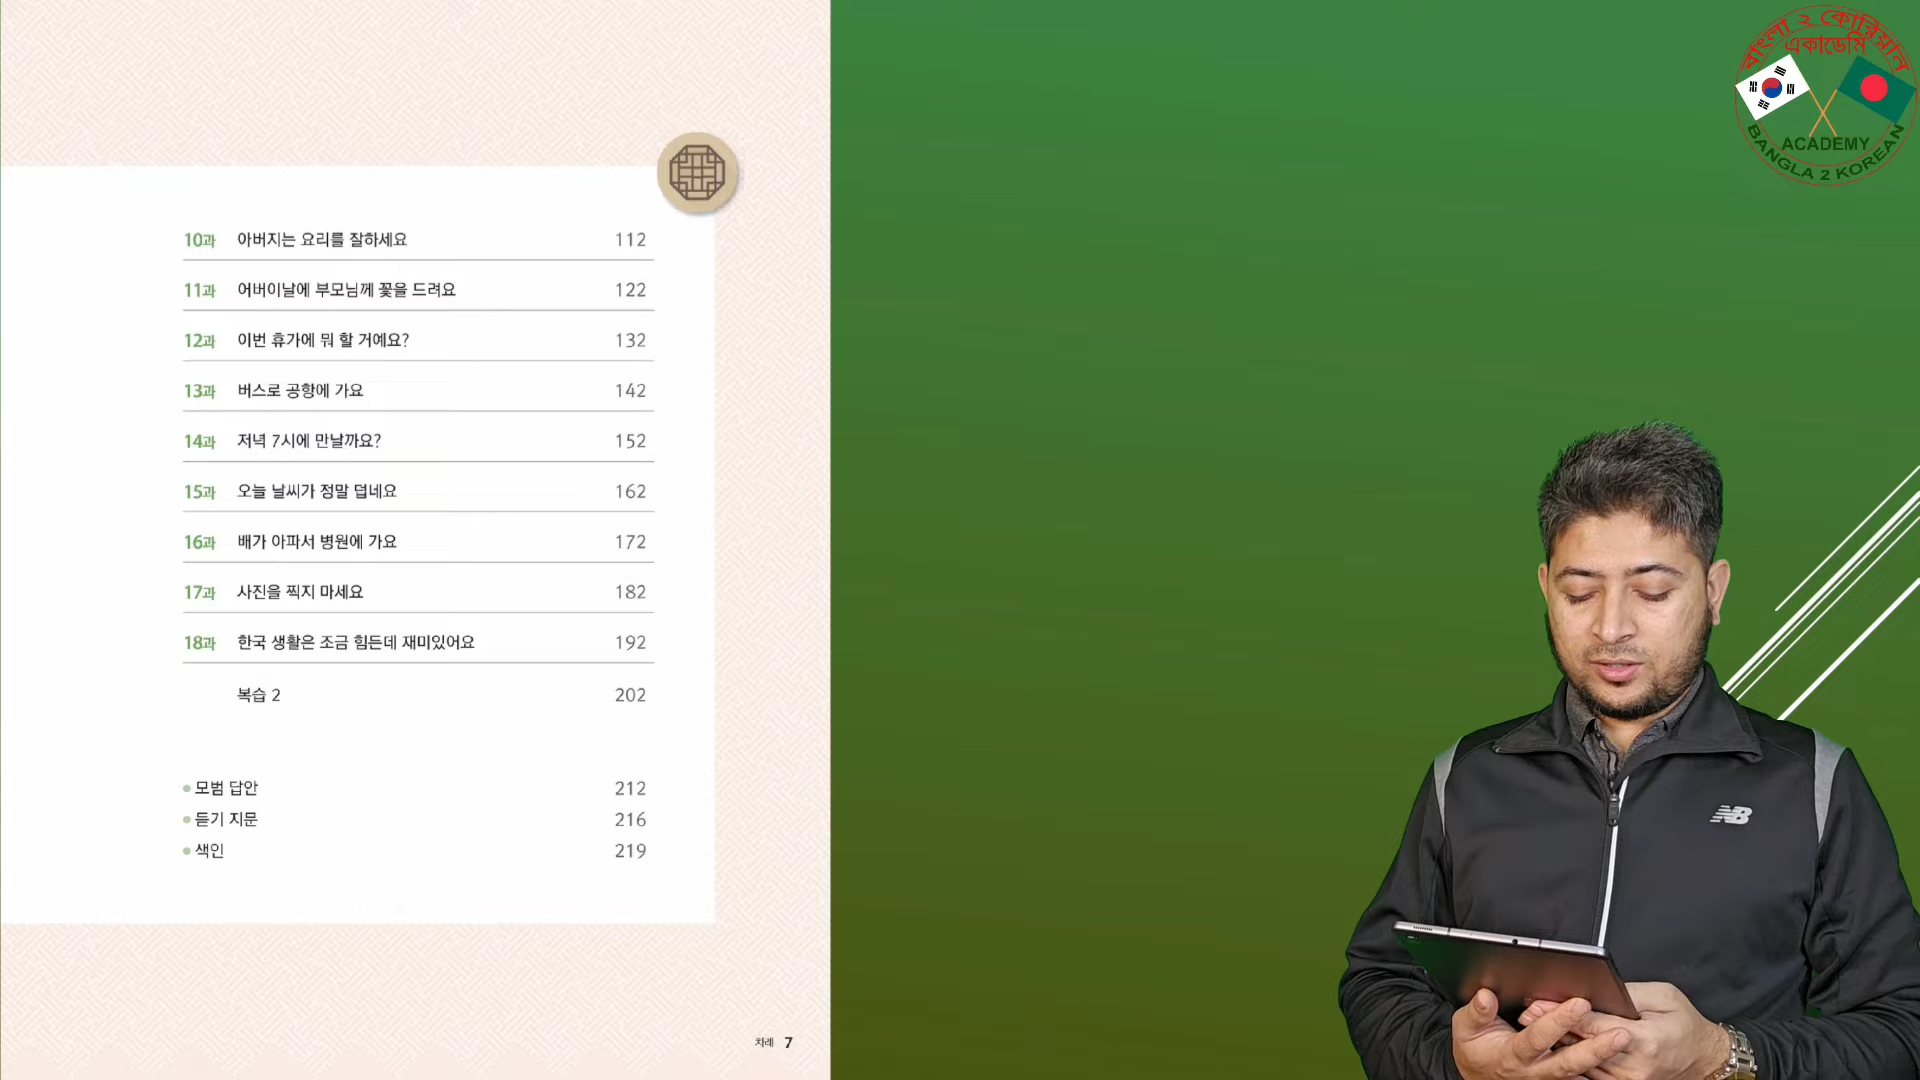 10과 아버지는 요리를 잘하세요 112
11과 어버이날에 부모님께 꽃을 드려요 122
12과 이번 휴가에 뭐 할 거예요? 132
13과 버스로 공항에 가요 142
14과 저녁 7시에 만날까요? 152
15과 오늘 날씨가 정말 덥네요 162
16과 배가 아파서 병원에 가요 172
17과 사진을 찍지 마세요 182
18과 한국 생활은 조금 힘든데 재미있어요 192
복습 2 202
모범 답안 212
듣기 지문 216
색인 219
차례 7
বাংলা ২ কোরিয়ান
একাডেমি
ACADEMY
BANGLA 2 KOREAN
NB